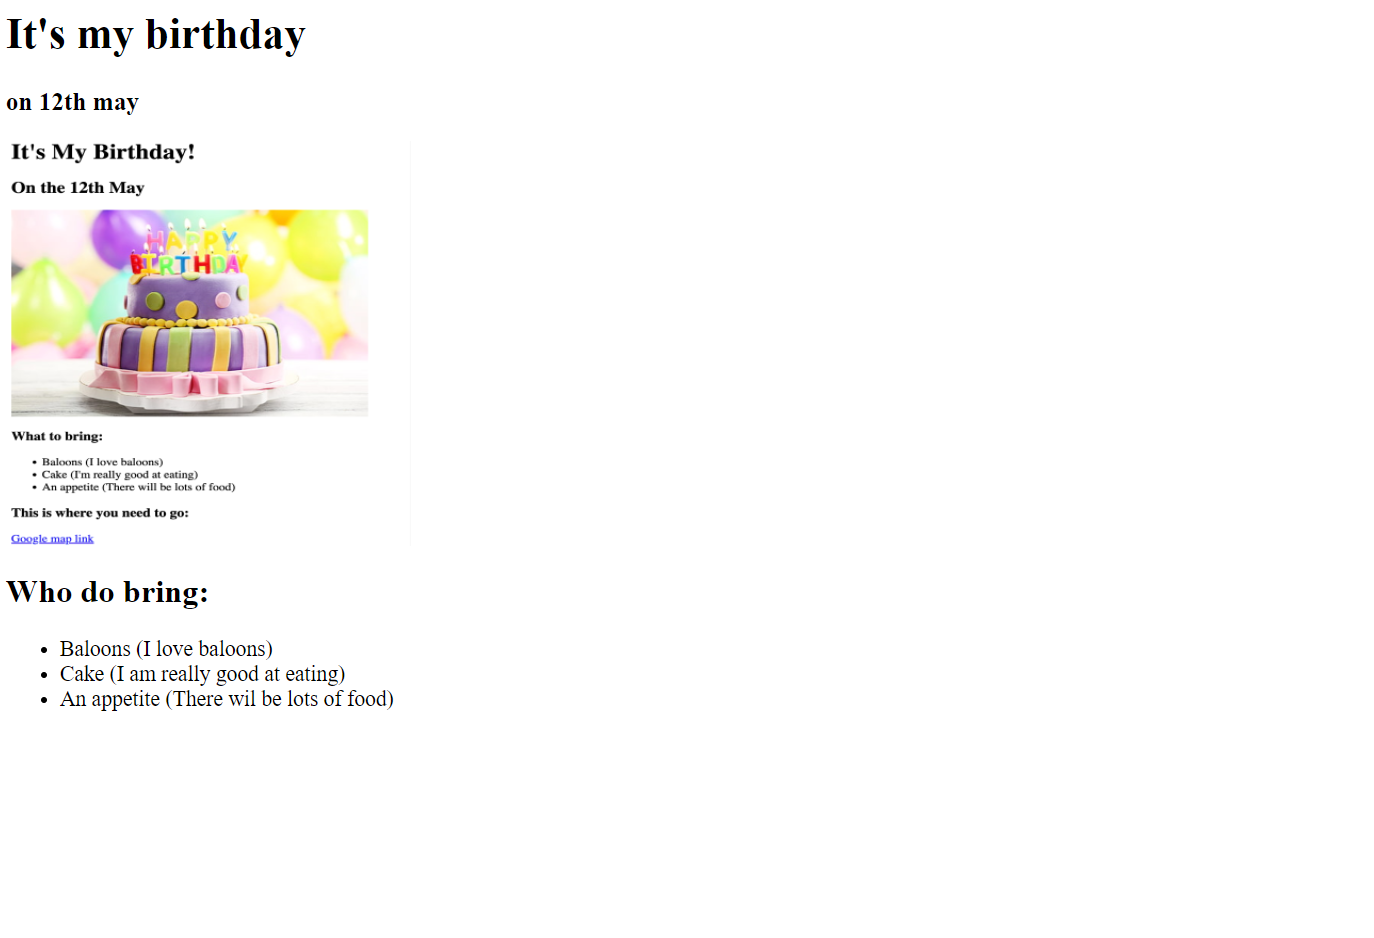 It's my birthday
on 12th may
It's My Birthday!
On the 12th May
HAPPY
BIRTHDAY
What to bring:
• Baloons (I love baloons)
• Cake (I'm really good at eating)
• An appetite (There will be lots of food)
This is where you need to go:
Google map link
Who do bring:
• Baloons (I love baloons)
• Cake (I am really good at eating)
• An appetite (There wil be lots of food)